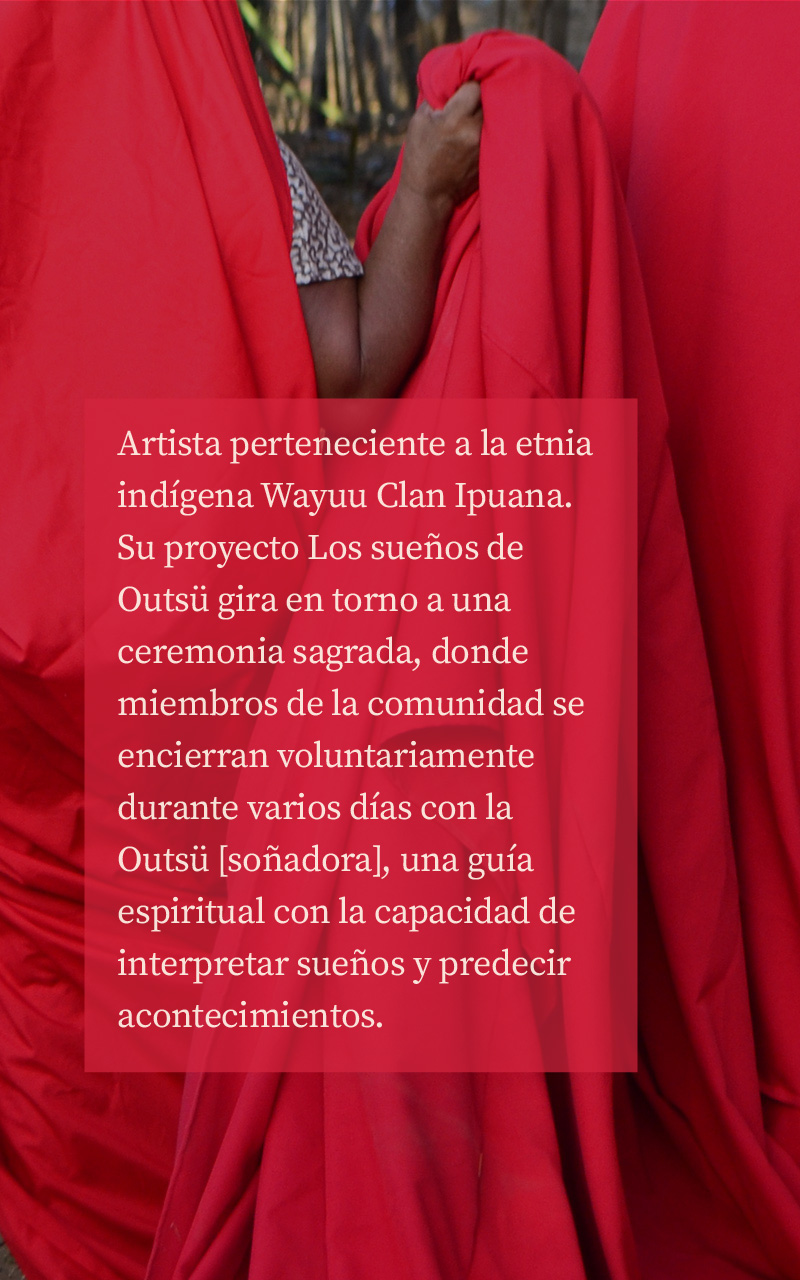 Artista perteneciente a la etnia
indígena Wayuu Clan Ipuana.
Su proyecto Los sueños de
Outsü gira en torno a una
ceremonia sagrada, donde
miembros de la comunidad se
encierran voluntariamente
durante varios días con la
Outsü [soñadora], una guía
espiritual con la capacidad de
interpretar sueños y predecir
acontecimientos.